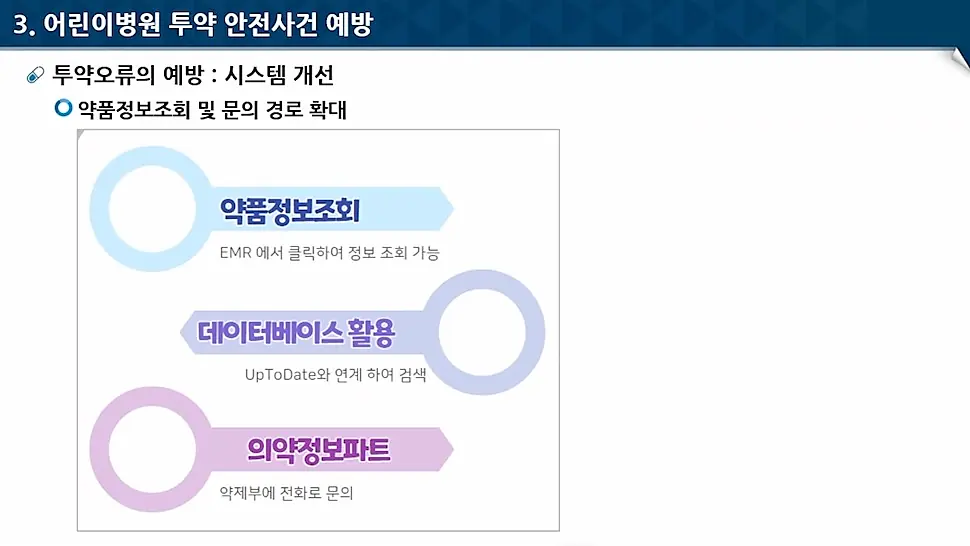 3. 어린이병원 투약 안전사건 예방
투약오류의 예방 : 시스템 개선
약품정보조회 및 문의 경로 확대
약품정보조회
EMR 에서 클릭하여 정보 조회 가능
데이터베이스 활용
UpToDate와 연계 하여 검색
의약정보파트
약제부에 전화로 문의